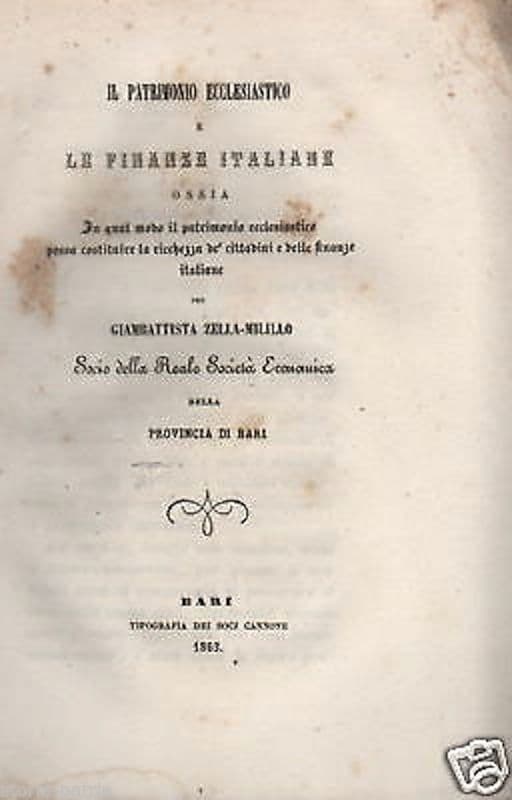 IL PATRIMONIO ECCLESIASTICO
E
LE FINANZE ITALIANE
OSSIA
In qual modo il patrimonio ecclesiastico
possa costituire la ricchezza de' cittadini e delle finanze
italiane
PER
GIAMBATTISTA ZELLA-MILILLO
Socio della Reale Società Economica
DELLA
PROVINCIA DI BARI
BARI
TIPOGRAFIA DEI SOCI CANNONE
1863.